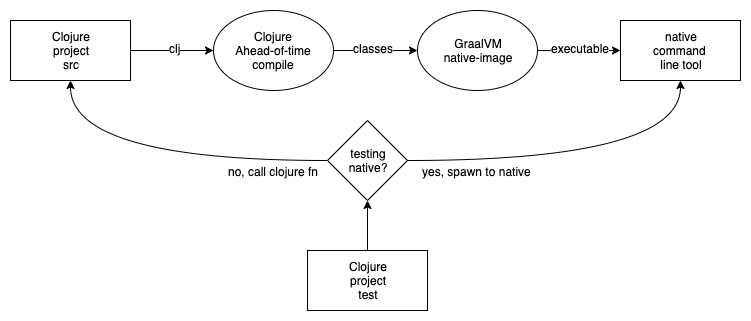 Clojure
project
src
clj
Clojure
Ahead-of-time
compile
classes
GraalVM
native-image
executable
native
command
line tool
testing
native?
no, call clojure fn
yes, spawn to native
Clojure
project
test